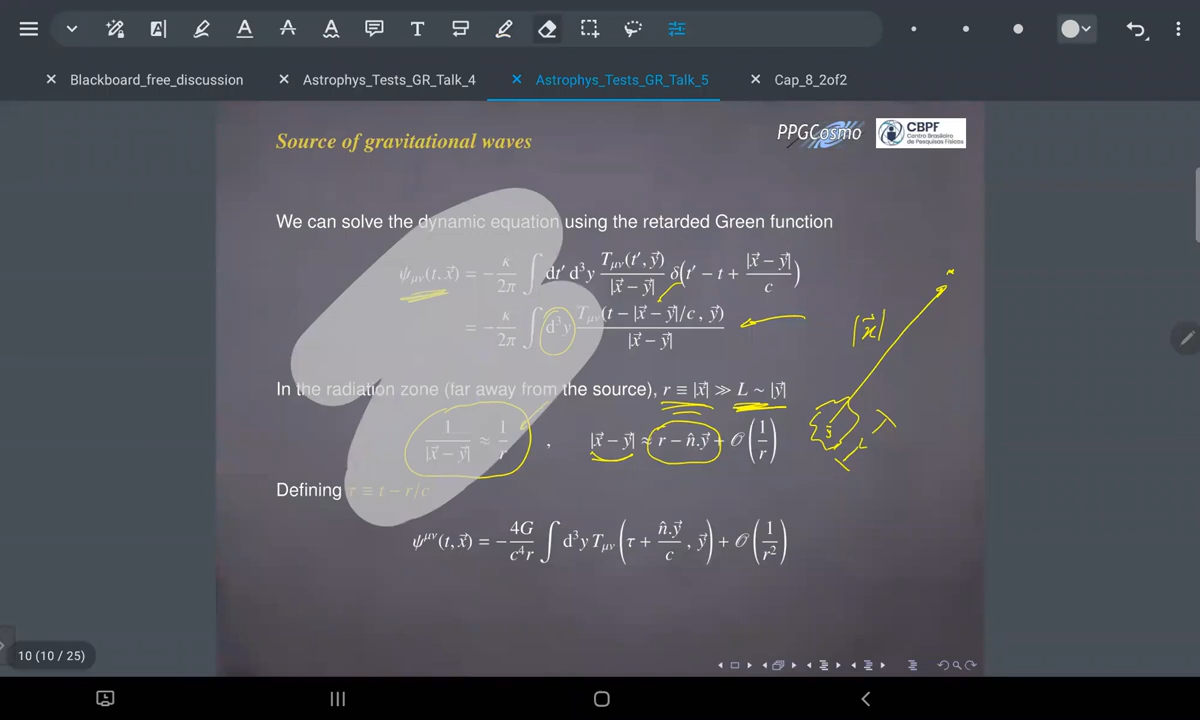 Blackboard_free_discussion
Astrophys_Tests_GR_Talk_4
Astrophys_Tests_GR_Talk_5
Cap_8_2of2
Source of gravitational waves
PPGCosmo
CBPF
Centro Brasileiro
de Pesquisas Físicas
We can solve the dynamic equation using the retarded Green function
ψ_μν(t, x⃗) = −κ/2π ∫ dt′ d³y T_μν(t′, y⃗)/|x⃗ − y⃗| δ(t′ − t + |x⃗ − y⃗|/c)
= −κ/2π ∫ d³y T_μν(t − |x⃗ − y⃗|/c , y⃗)/|x⃗ − y⃗|
|x⃗|
In the radiation zone (far away from the source), r ≡ |x⃗| ≫ L ∼ |y⃗|
1/|x⃗ − y⃗| ≈ 1/r , |x⃗ − y⃗| ≈ r − n̂.y⃗ + 𝒪(1/r)
L
Defining τ ≡ t − r/c
ψ^μν(t, x⃗) = −4G/c⁴r ∫ d³y T_μν(τ + n̂.y⃗/c , y⃗) + 𝒪(1/r²)
10 (10 / 25)